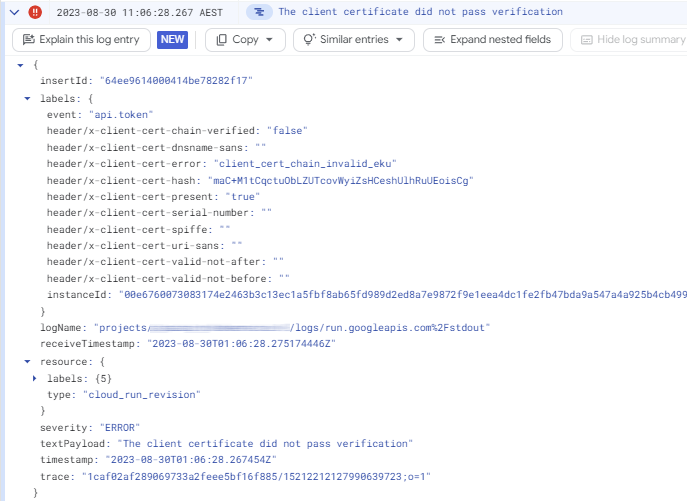 2023-08-30 11:06:28.267 AEST The client certificate did not pass verification
Explain this log entry NEW Copy Similar entries Expand nested fields Hide log summary
{
insertId: "64ee9614000414be78282f17"
labels: {
event: "api.token"
header/x-client-cert-chain-verified: "false"
header/x-client-cert-dnsname-sans: ""
header/x-client-cert-error: "client_cert_chain_invalid_eku"
header/x-client-cert-hash: "maC+M1tCqctuObLZUTcovWyiZsHCeshUlhRuUEoisCg"
header/x-client-cert-present: "true"
header/x-client-cert-serial-number: ""
header/x-client-cert-spiffe: ""
header/x-client-cert-uri-sans: ""
header/x-client-cert-valid-not-after: ""
header/x-client-cert-valid-not-before: ""
instanceId: "00e6760073083174e2463b3c13ec1a5fbf8ab65fd989d2ed8a7e9872f9e1eea4dc1fe2fb47bda9a547a4a925b4cb499
}
logName: "projects/ /logs/run.googleapis.com%2Fstdout"
receiveTimestamp: "2023-08-30T01:06:28.275174446Z"
resource: {
labels: {5}
type: "cloud_run_revision"
}
severity: "ERROR"
textPayload: "The client certificate did not pass verification"
timestamp: "2023-08-30T01:06:28.267454Z"
trace: "1caf02af289069733a2feee5bf16f885/15212212127990639723;o=1"
}